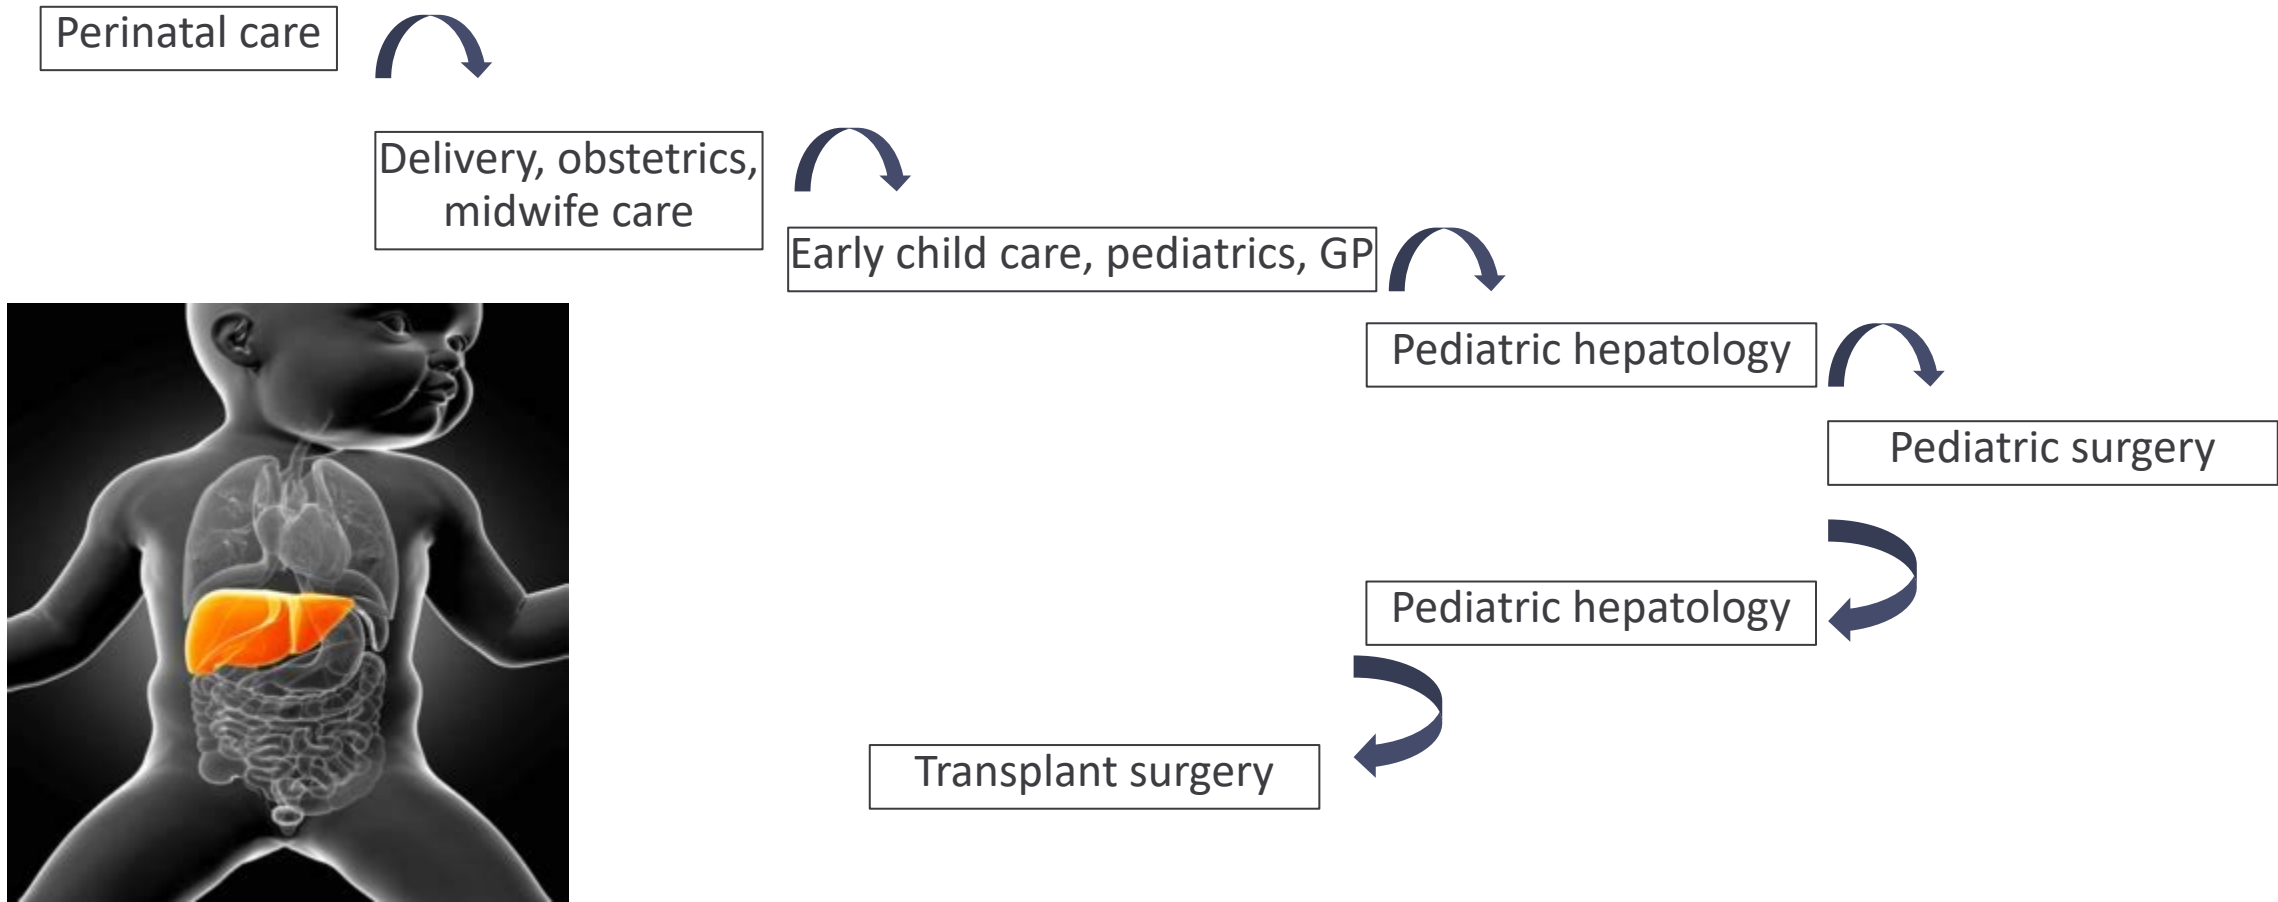 Perinatal care
Delivery, obstetrics,
midwife care
Early child care, pediatrics, GP
Pediatric hepatology
Pediatric surgery
Pediatric hepatology
Transplant surgery